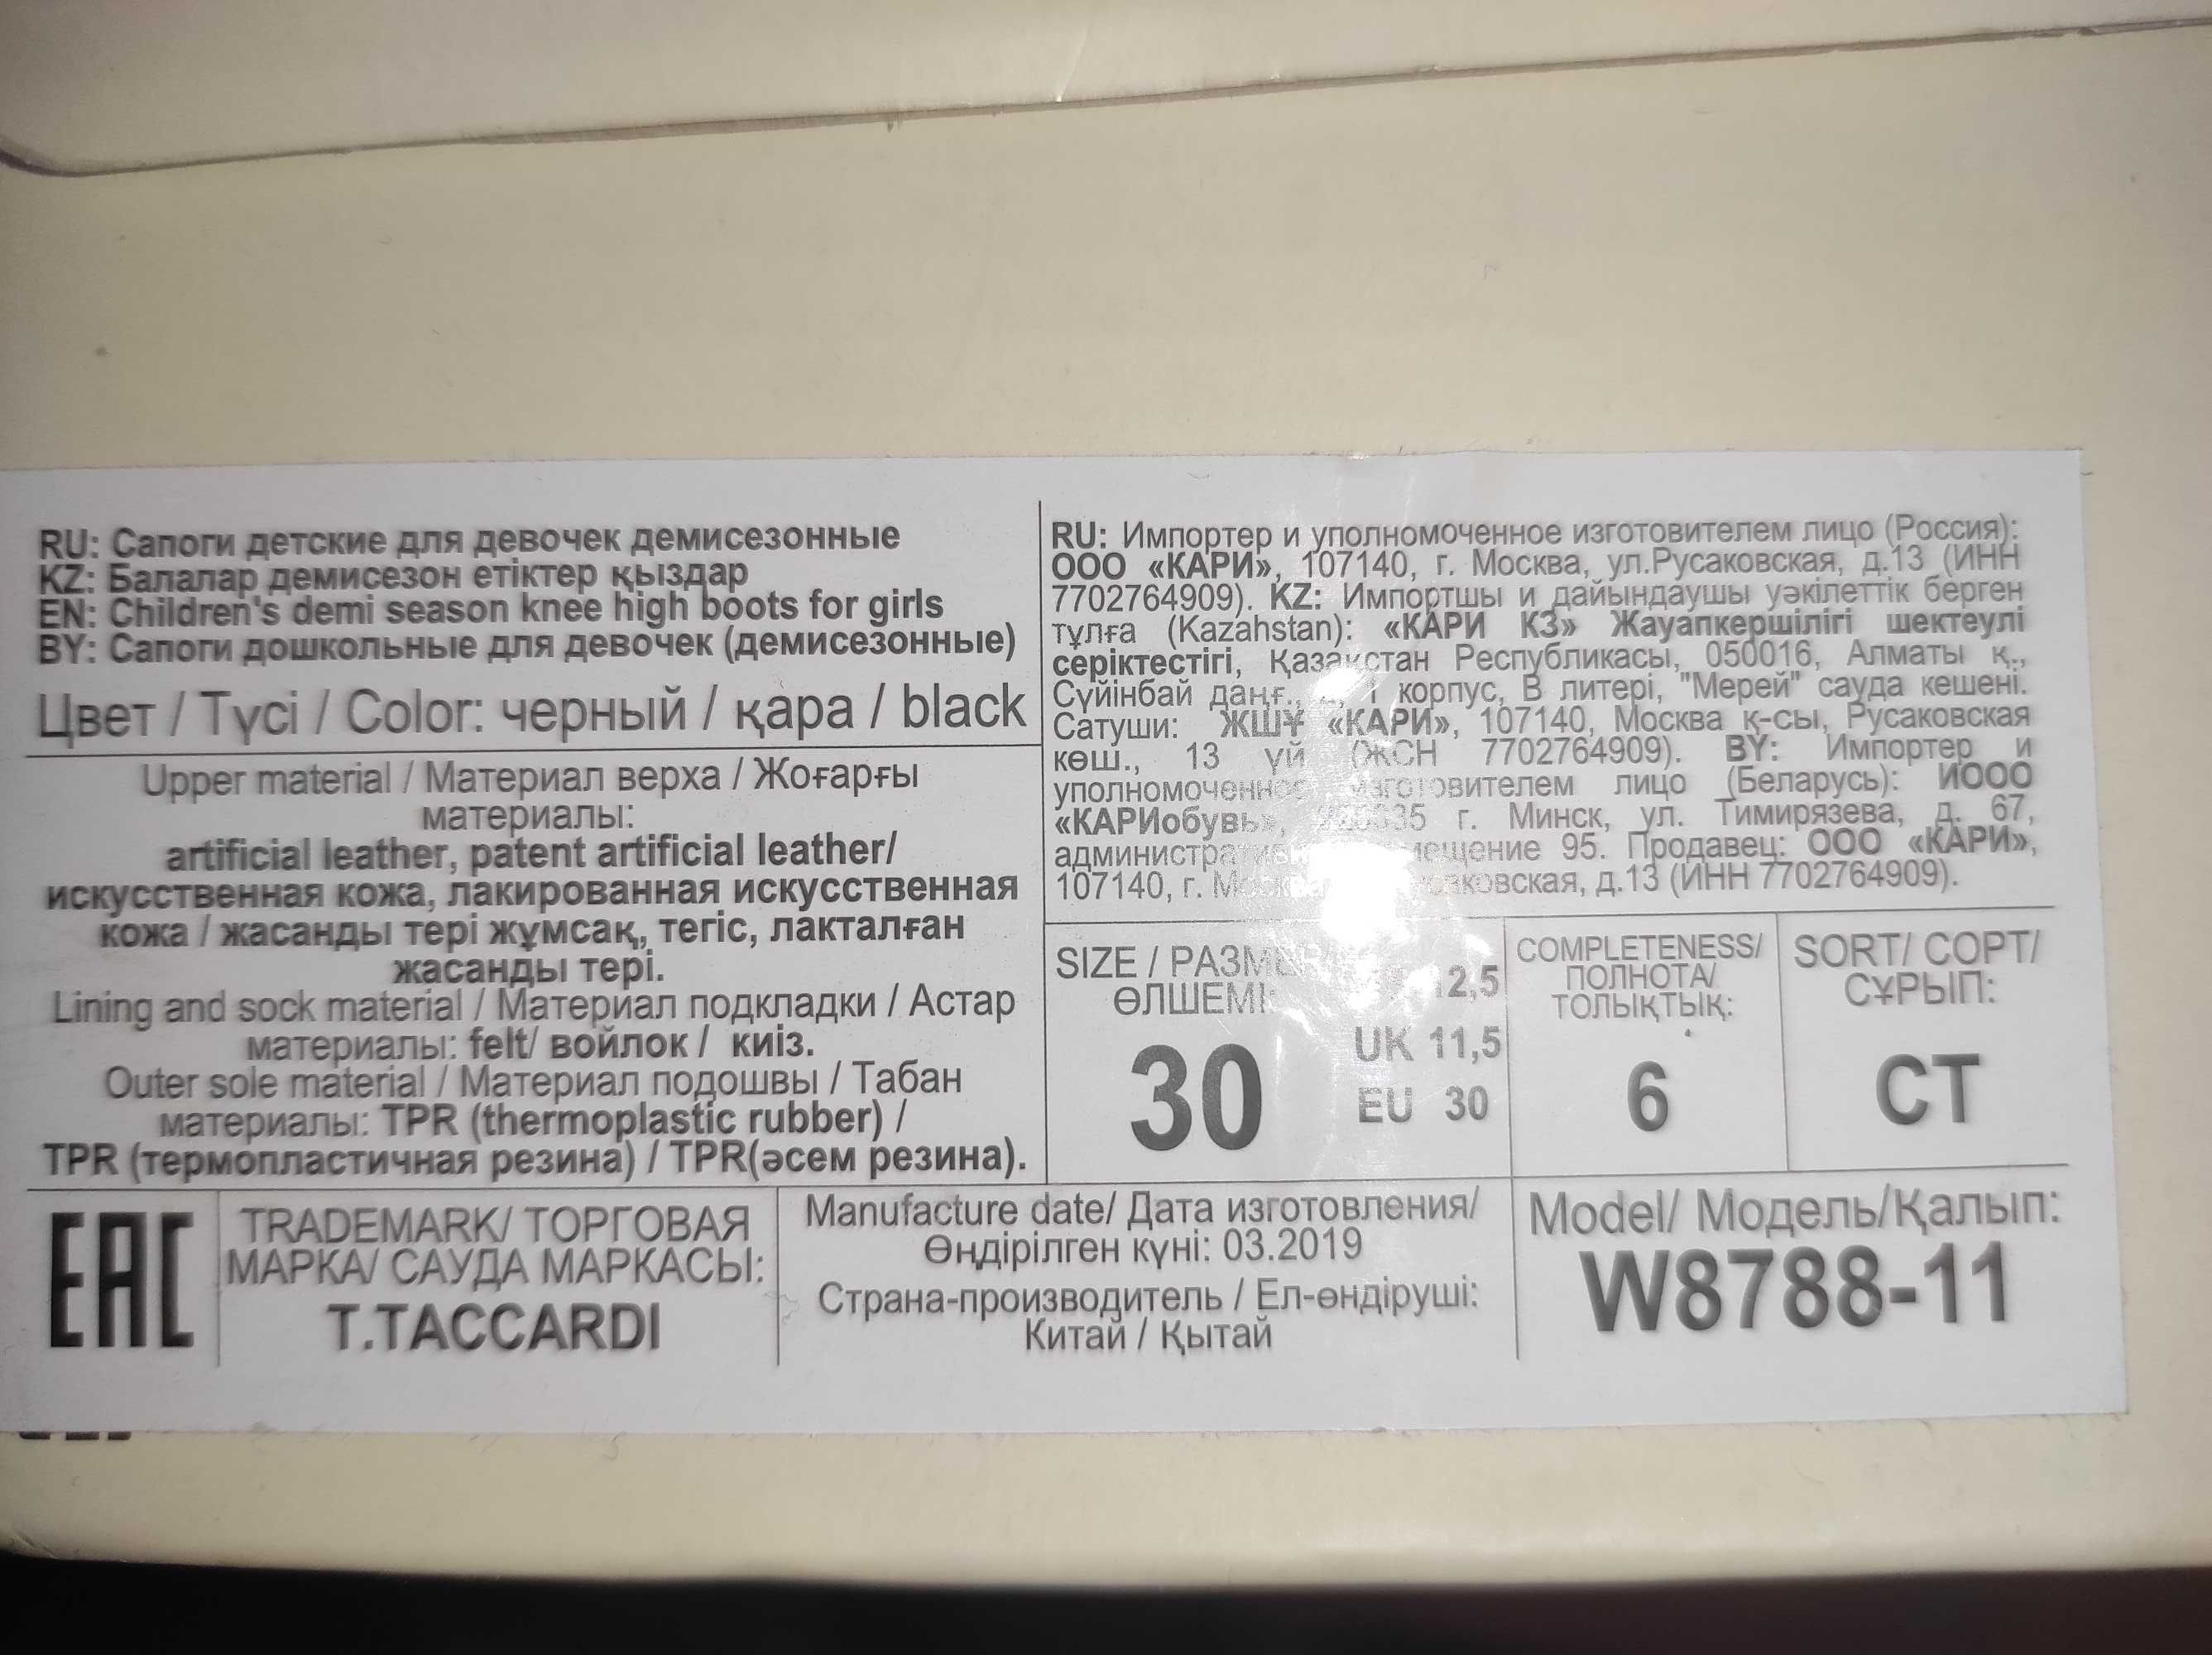 RU: Сапоги детские для девочек демисезонные
KZ: Балалар демисезон етіктер қыздар
EN: Children's demi season knee high boots for girls
BY: Сапоги дошкольные для девочек (демисезонные)
Цвет / Түсі / Color: черный / қара / black
Upper material / Материал верха / Жоғарғы
материалы:
artificial leather, patent artificial leather/
искусственная кожа, лакированная искусственная
кожа / жасанды тері жұмсақ, тегіс, лакталған
жасанды тері.
Lining and sock material / Материал подкладки / Астар
материалы: felt/ войлок / киіз.
Outer sole material / Материал подошвы / Табан
материалы: TPR (thermoplastic rubber) /
TPR (термопластичная резина) / TPR(әсем резина).
RU: Импортер и уполномоченное изготовителем лицо (Россия):
ООО «КАРИ», 107140, г. Москва, ул.Русаковская, д.13 (ИНН
7702764909). KZ: Импортшы и дайындаушы уәкілеттік берген
тұлға (Kazahstan): «КАРИ КЗ» Жауапкершілігі шектеулі
серіктестігі, Қазақстан Республикасы, 050016, Алматы қ.,
Сүйінбай даңғ., 1 корпус, В литері, "Мерей" сауда кешені.
Сатуши: ЖШҰ «КАРИ», 107140, Москва қ-сы, Русаковская
көш., 13 үй (ЖСН 7702764909). BY: Импортер и
уполномоченное изготовителем лицо (Беларусь): ИООО
«КАРИобувь», г. Минск, ул. Тимирязева, д. 67,
95. Продавец: ООО «КАРИ»,
107140, г. д.13 (ИНН 7702764909).
SIZE / РАЗМЕР
ӨЛШЕМІ:
30
12,5
UK 11,5
EU 30
COMPLETENESS/
ПОЛНОТА/
ТОЛЫҚТЫҚ:
6
SORT/ СОРТ/
СҰРЫП:
СТ
EAC
TRADEMARK/ ТОРГОВАЯ
МАРКА/ САУДА МАРКАСЫ:
T.TACCARDI
Manufacture date/ Дата изготовления/
Өндірілген күні: 03.2019
Страна-производитель / Ел-өндіруші:
Китай / Қытай
Model/ Модель/Қалып:
W8788-11